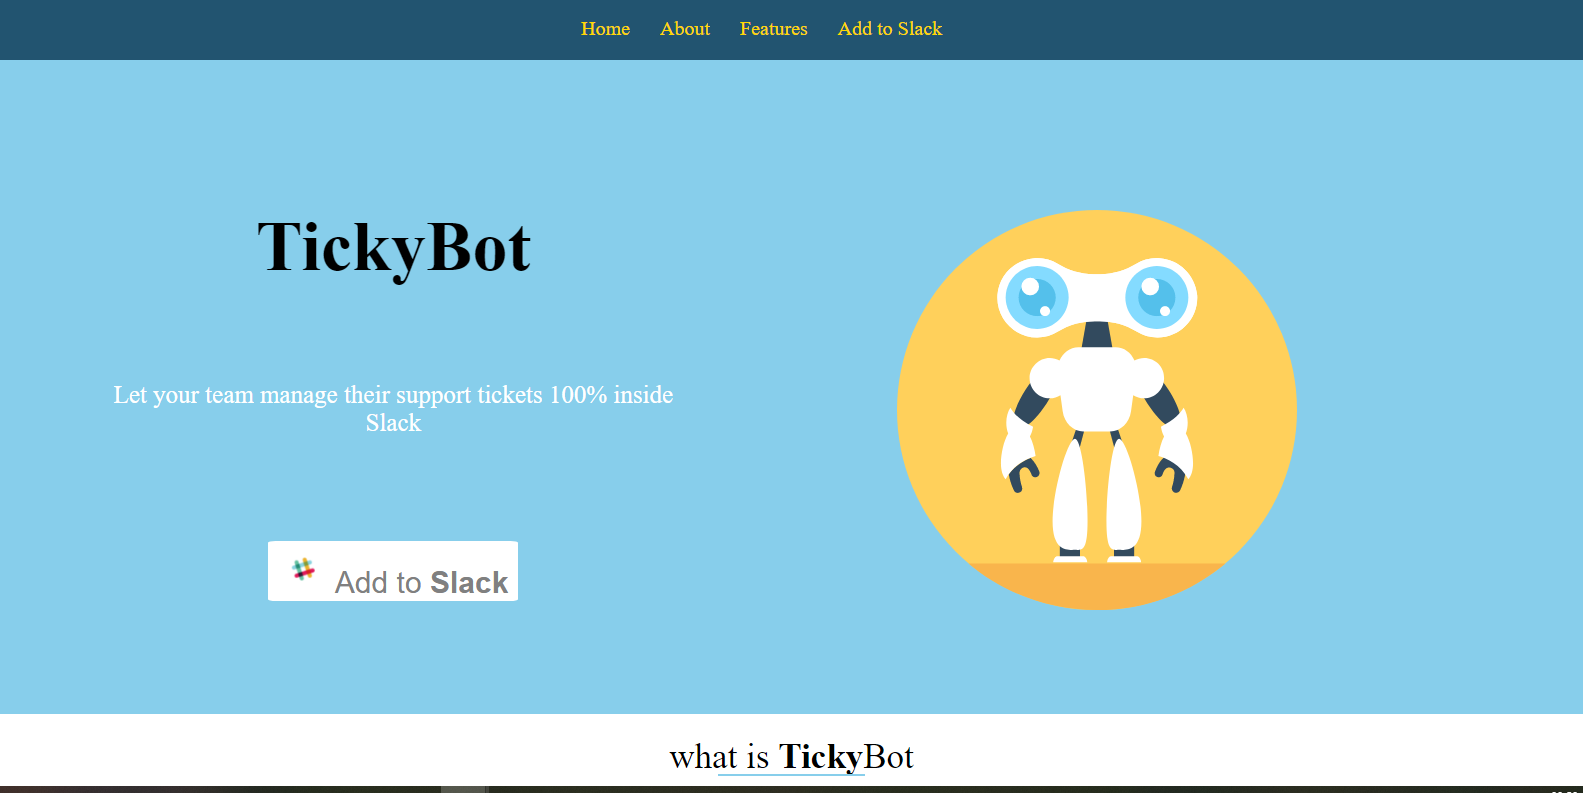 Home About Features Add to Slack
TickyBot
Let your team manage their support tickets 100% inside
Slack
Add to Slack
what is TickyBot